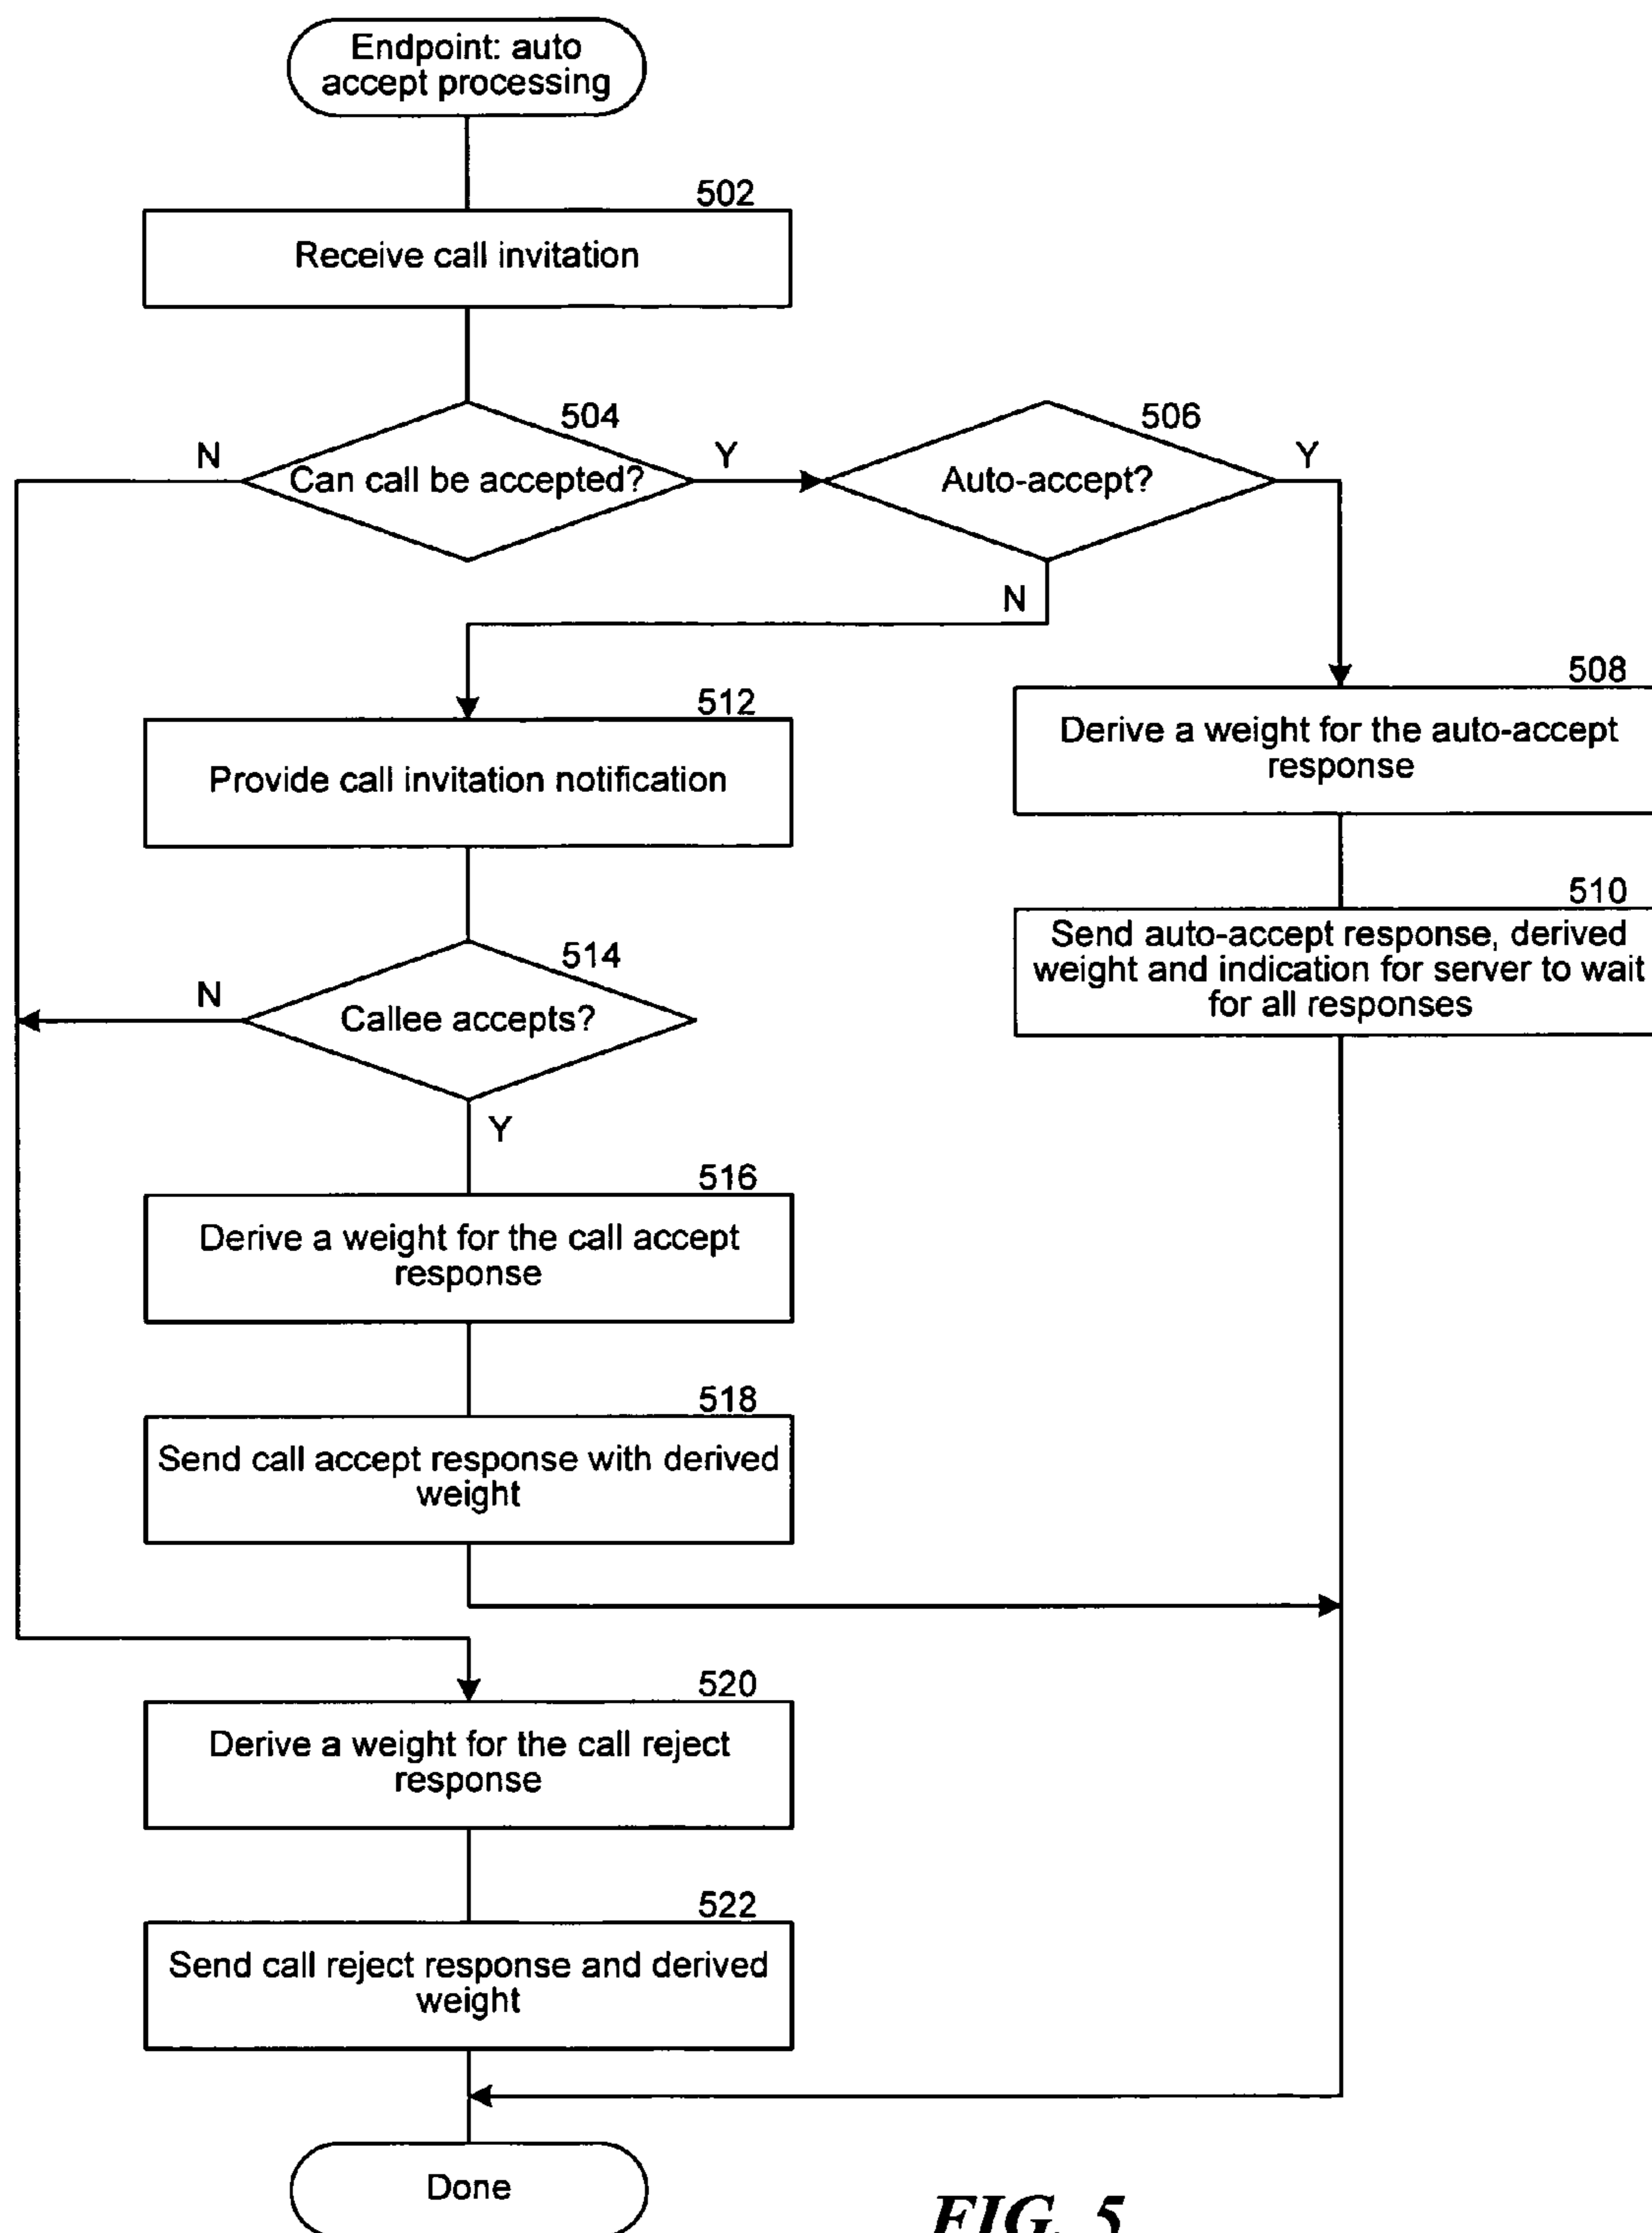 Endpoint: auto
accept processing
502
Receive call invitation
504
N
Can call be accepted?
Y
506
Auto-accept?
Y
N
508
Derive a weight for the auto-accept
response
512
Provide call invitation notification
510
Send auto-accept response, derived
weight and indication for server to wait
for all responses
514
N
Callee accepts?
Y
516
Derive a weight for the call accept
response
518
Send call accept response with derived
weight
520
Derive a weight for the call reject
response
522
Send call reject response and derived
weight
Done
FIG. 5